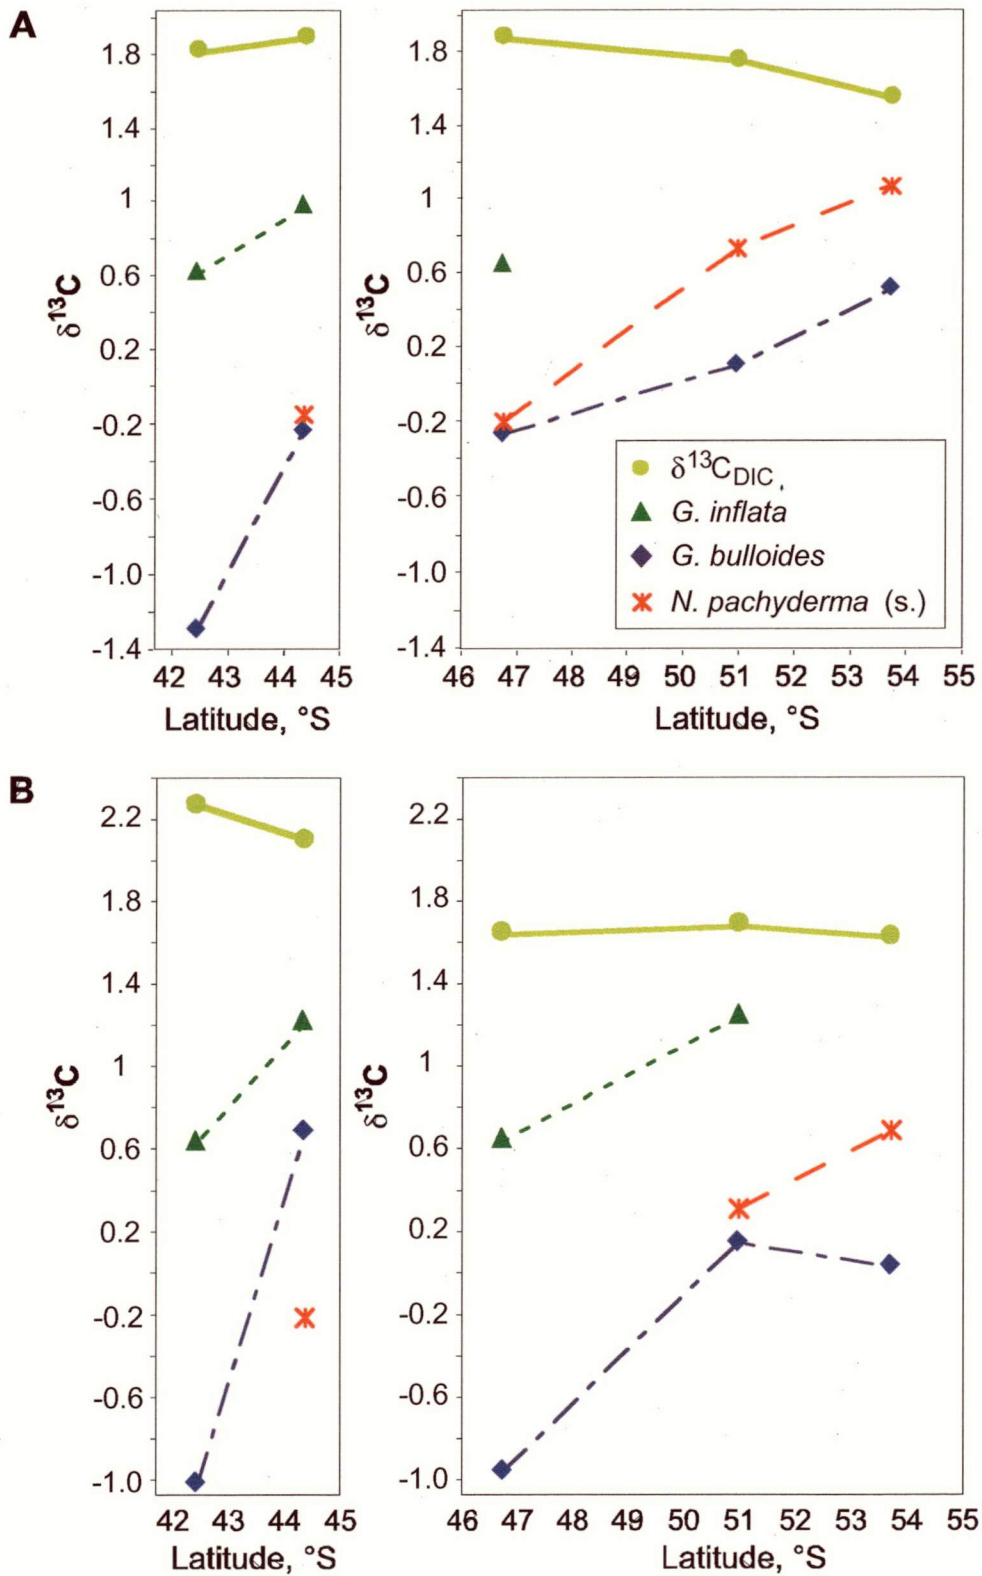 A
1.8
1.4
1
0.6
0.2
-0.2
-0.6
-1.0
-1.4
δ13C
42 43 44 45
Latitude, °S
1.8
1.4
1
0.6
0.2
-0.2
-0.6
-1.0
-1.4
δ13C
46 47 48 49 50 51 52 53 54 55
Latitude, °S
δ13CDIC
G. inflata
G. bulloides
N. pachyderma (s.)
B
2.2
1.8
1.4
1
0.6
0.2
-0.2
-0.6
-1.0
δ13C
42 43 44 45
Latitude, °S
2.2
1.8
1.4
1
0.6
0.2
-0.2
-0.6
-1.0
δ13C
46 47 48 49 50 51 52 53 54 55
Latitude, °S